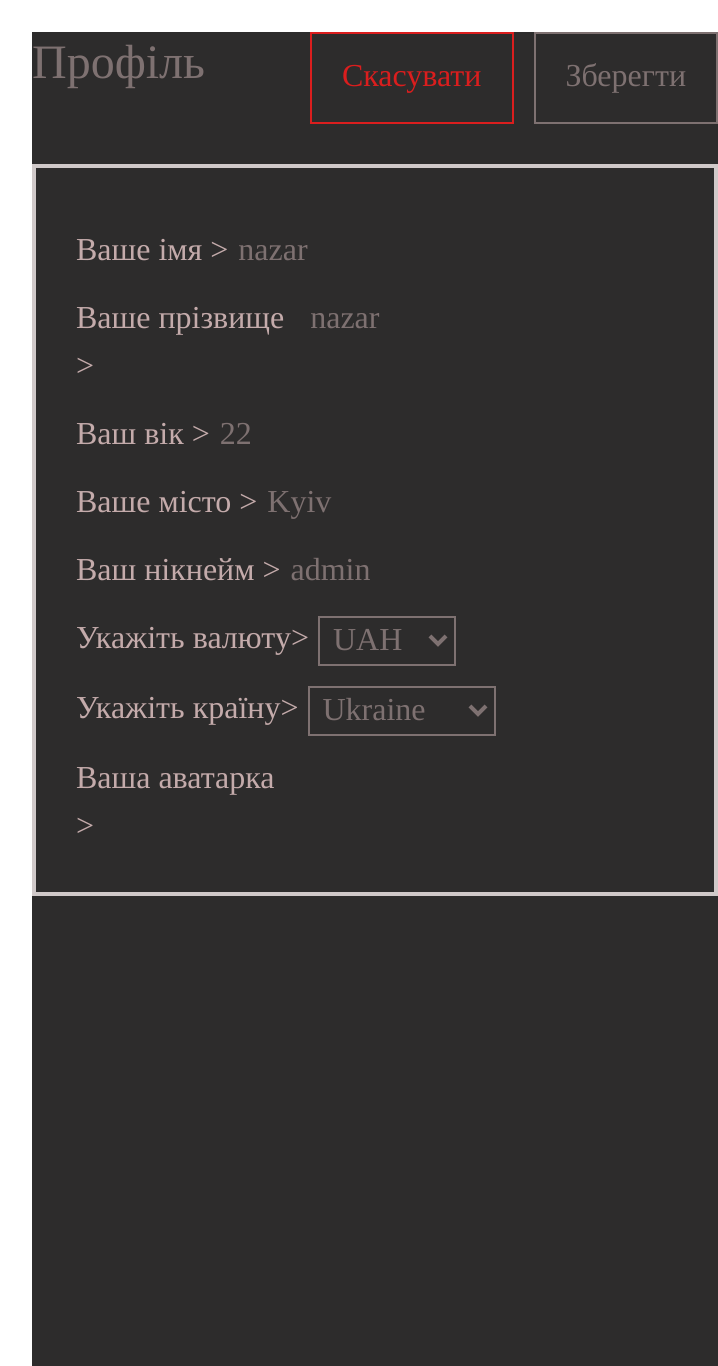 Профіль Скасувати Зберегти
Ваше імя > nazar
Ваше прізвище nazar
>
Ваш вік > 22
Ваше місто > Kyiv
Ваш нікнейм > admin
Укажіть валюту> UAH
Укажіть країну> Ukraine
Ваша аватарка
>